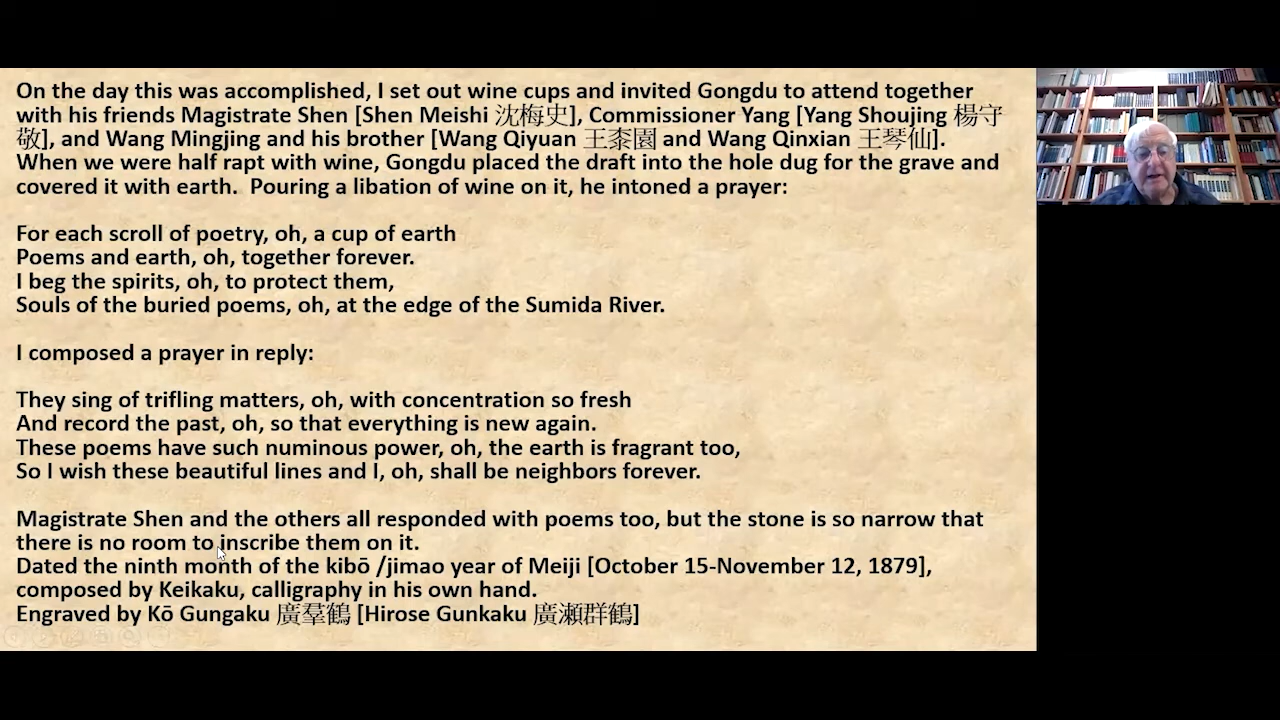 On the day this was accomplished, I set out wine cups and invited Gongdu to attend together
with his friends Magistrate Shen [Shen Meishi 沈梅史], Commissioner Yang [Yang Shoujing 楊守
敬], and Wang Mingjing and his brother [Wang Qiyuan 王桼園 and Wang Qinxian 王琴仙].
When we were half rapt with wine, Gongdu placed the draft into the hole dug for the grave and
covered it with earth.  Pouring a libation of wine on it, he intoned a prayer:
For each scroll of poetry, oh, a cup of earth
Poems and earth, oh, together forever.
I beg the spirits, oh, to protect them,
Souls of the buried poems, oh, at the edge of the Sumida River.
I composed a prayer in reply:
They sing of trifling matters, oh, with concentration so fresh
And record the past, oh, so that everything is new again.
These poems have such numinous power, oh, the earth is fragrant too,
So I wish these beautiful lines and I, oh, shall be neighbors forever.
Magistrate Shen and the others all responded with poems too, but the stone is so narrow that
there is no room to inscribe them on it.
Dated the ninth month of the kibō /jimao year of Meiji [October 15-November 12, 1879],
composed by Keikaku, calligraphy in his own hand.
Engraved by Kō Gungaku 廣羣鶴 [Hirose Gunkaku 廣瀬群鶴]